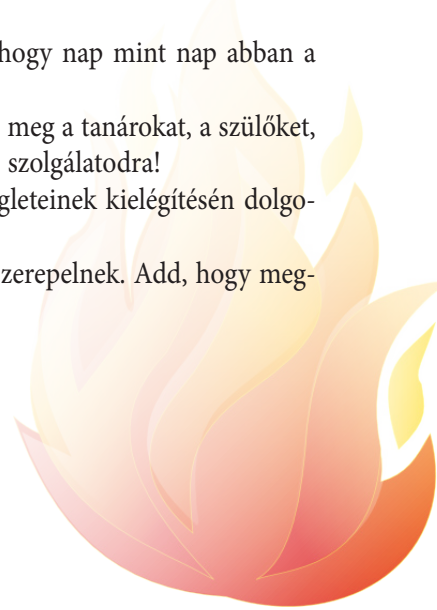 hogy nap mint nap abban a
meg a tanárokat, a szülőket,
szolgálatodra!
gleteinek kielégítésén dolgo-
zerepelnek. Add, hogy meg-